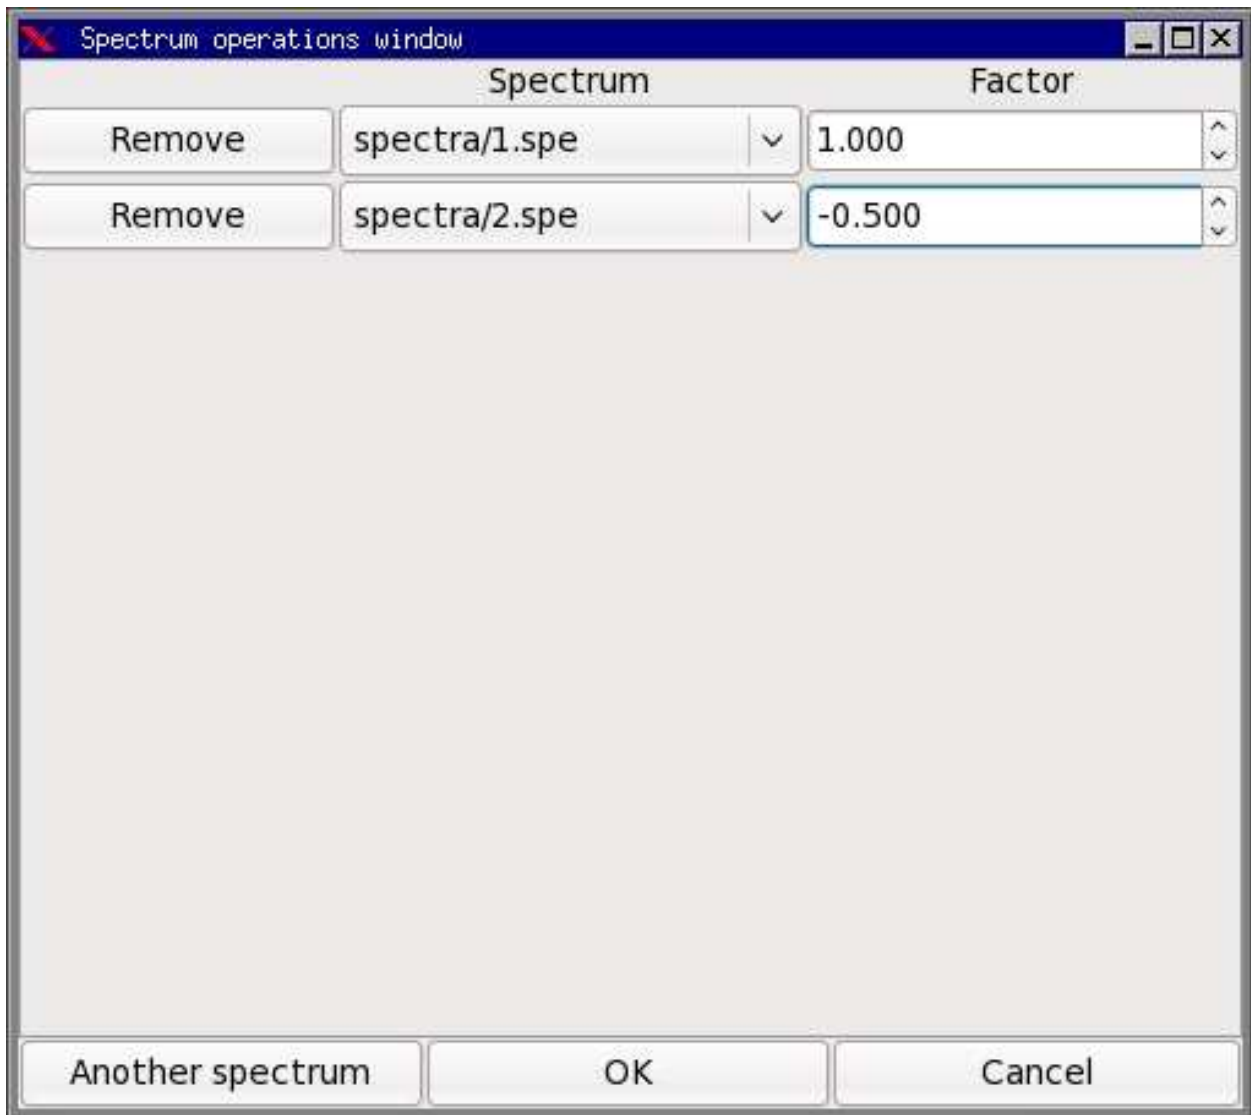 Spectrum operations window
Spectrum Factor
Remove spectra/1.spe 1.000
Remove spectra/2.spe -0.500
Another spectrum OK Cancel